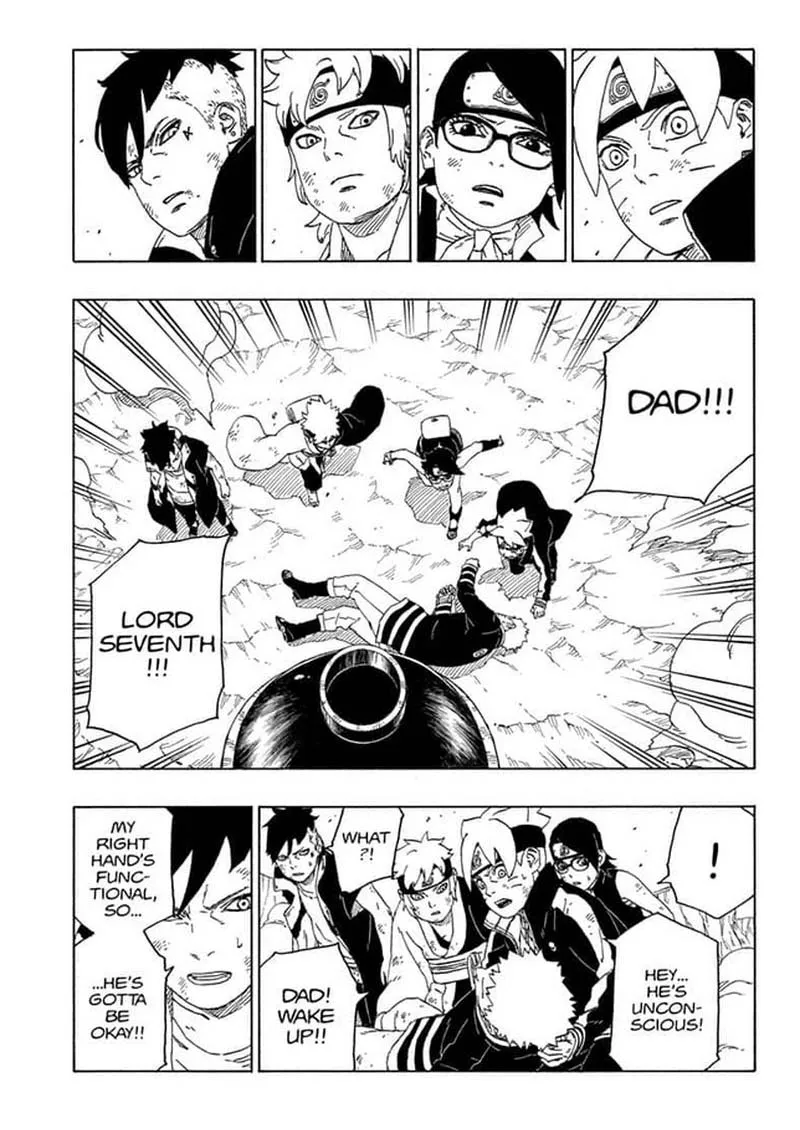 DAD!!!
LORD
SEVENTH
!!!
!
HEY...
HE'S
UNCON-
SCIOUS!
WHAT
?!
DAD!
WAKE
UP!!
MY
RIGHT
HAND'S
FUNC-
TIONAL,
SO...
...HE'S
GOTTA
BE
OKAY!!